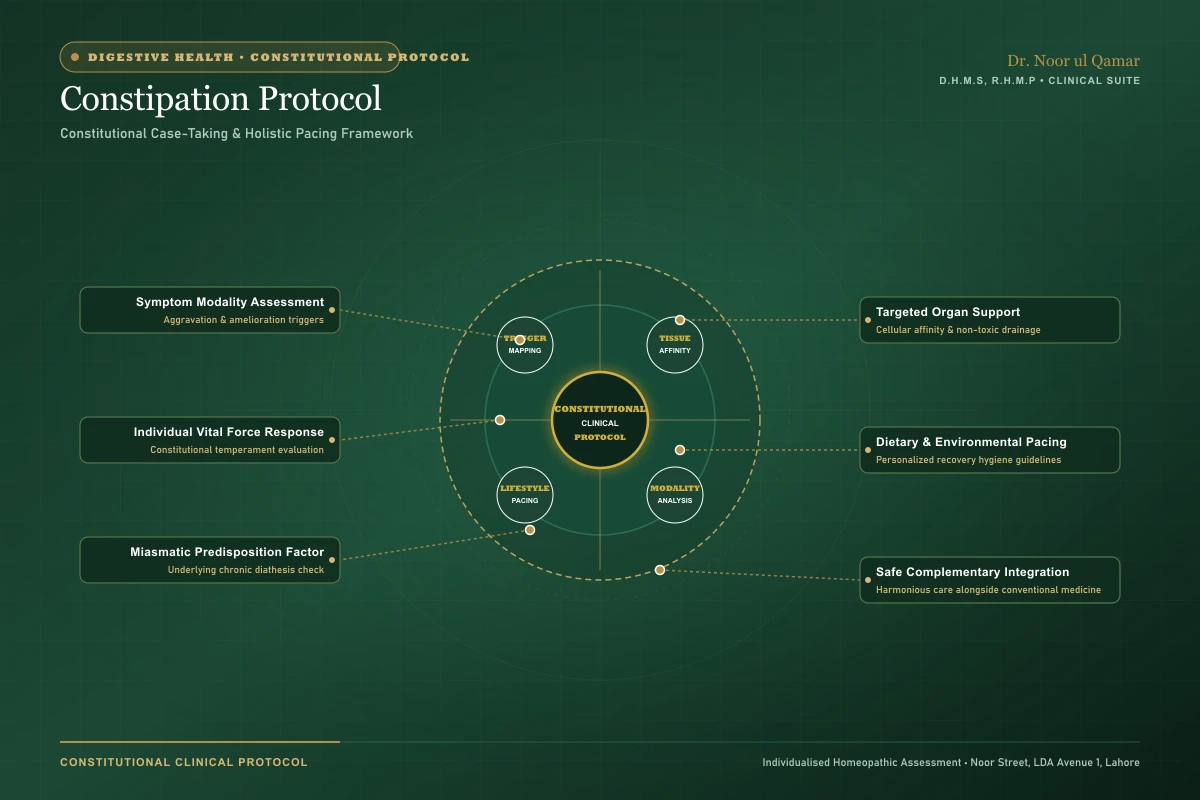 DIGESTIVE HEALTH • CONSTITUTIONAL PROTOCOL
Constipation Protocol
Constitutional Case-Taking & Holistic Pacing Framework
Dr. Noor ul Qamar
D.H.M.S, R.H.M.P • CLINICAL SUITE
Symptom Modality Assessment
Aggravation & amelioration triggers
Individual Vital Force Response
Constitutional temperament evaluation
Miasmatic Predisposition Factor
Underlying chronic diathesis check
MAPPING
TISSUE
AFFINITY
CONSTITUTIONAL
CLINICAL
PROTOCOL
LIFESTYLE
PACING
MODALITY
ANALYSIS
Targeted Organ Support
Cellular affinity & non-toxic drainage
Dietary & Environmental Pacing
Personalized recovery hygiene guidelines
Safe Complementary Integration
Harmonious care alongside conventional medicine
CONSTITUTIONAL CLINICAL PROTOCOL
Individualised Homeopathic Assessment • Noor Street, LDA Avenue 1, Lahore